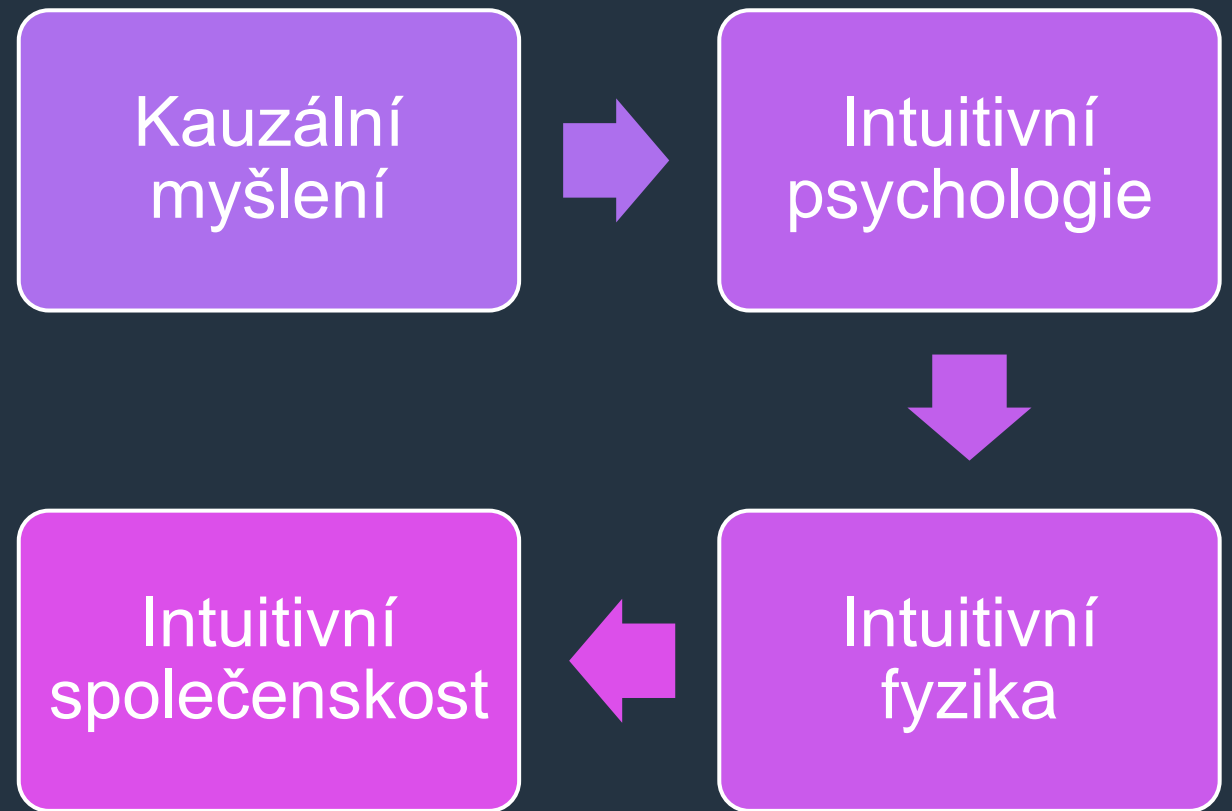 Kauzální
myšlení
Intuitivní
psychologie
Intuitivní
fyzika
Intuitivní
společenskost